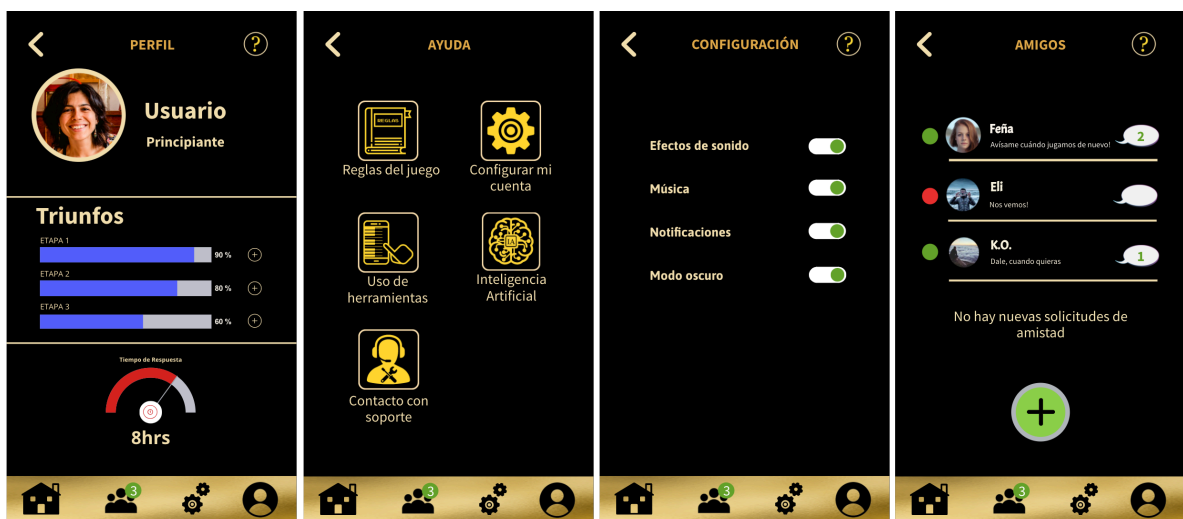 PERFIL
?
Usuario
Principiante
Triunfos
ETAPA 1
90 %
ETAPA 2
80 %
ETAPA 3
60 %
Tiempo de Respuesta
8hrs
3
AYUDA
REGLAS
Reglas del juego
Configurar mi
cuenta
Uso de
herramientas
IA
Inteligencia
Artificial
Contacto con
soporte
3
CONFIGURACIÓN
?
Efectos de sonido
Música
Notificaciones
Modo oscuro
3
AMIGOS
?
Feña
Avísame cuándo jugamos de nuevo!
2
Eli
Nos vemos!
K.O.
Dale, cuando quieras
1
No hay nuevas solicitudes de
amistad
3